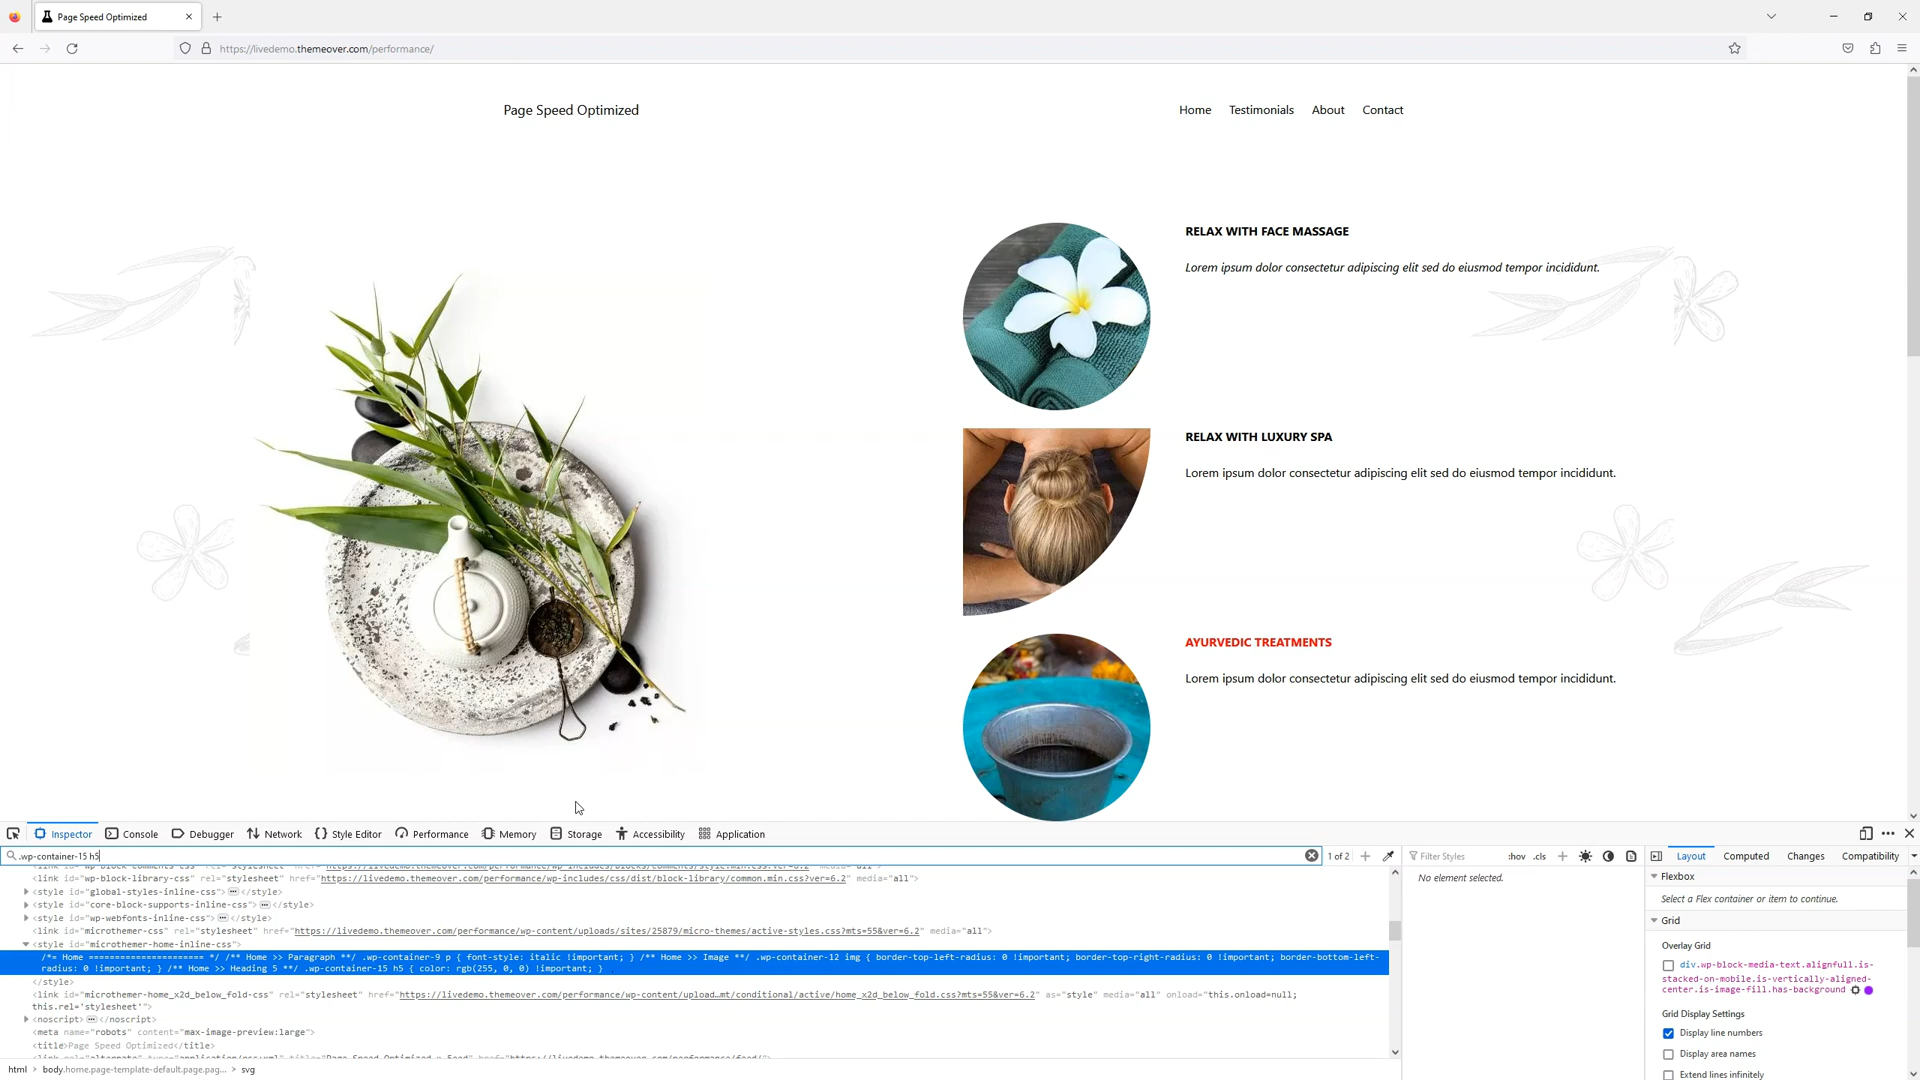 Page Speed Optimized
https://livedemo.themeover.com/performance/
Page Speed Optimized
Home Testimonials About Contact
RELAX WITH FACE MASSAGE
Lorem ipsum dolor consectetur adipiscing elit sed do eiusmod tempor incididunt.
RELAX WITH LUXURY SPA
Lorem ipsum dolor consectetur adipiscing elit sed do eiusmod tempor incididunt.
AYURVEDIC TREATMENTS
Lorem ipsum dolor consectetur adipiscing elit sed do eiusmod tempor incididunt.
Inspector Console Debugger Network Style Editor Performance Memory Storage Accessibility Application
.wp-container-15 h5 1 of 2
<link id="wp-block-library-css" rel="stylesheet" href="https://livedemo.themeover.com/performance/wp-includes/css/dist/block-library/common.min.css?ver=6.2" media="all">
<style id="global-styles-inline-css"> </style>
<style id="core-block-supports-inline-css"> </style>
<style id="wp-webfonts-inline-css"> </style>
<link id="microthemer-css" rel="stylesheet" href="https://livedemo.themeover.com/performance/wp-content/uploads/sites/25879/micro-themes/active-styles.css?mts=55&ver=6.2" media="all">
<style id="microthemer-home-inline-css">
/*= Home ====================== */ /** Home >> Paragraph **/ .wp-container-9 p { font-style: italic !important; } /** Home >> Image **/ .wp-container-12 img { border-top-left-radius: 0 !important; border-top-right-radius: 0 !important; border-bottom-left-
radius: 0 !important; } /** Home >> Heading 5 **/ .wp-container-15 h5 { color: rgb(255, 0, 0) !important; }
</style>
<link id="microthemer-home_x2d_below_fold-css" rel="stylesheet" href="https://livedemo.themeover.com/performance/wp-content/upload…mt/conditional/active/home_x2d_below_fold.css?mts=55&ver=6.2" as="style" media="all" onload="this.onload=null;
this.rel='stylesheet'">
<noscript> </noscript>
<meta name="robots" content="max-image-preview:large">
<title>Page Speed Optimized</title>
html > body.home.page-template-default.page.pag… > svg
Filter Styles :hov .cls
No element selected.
Layout Computed Changes Compatibility
Flexbox
Select a Flex container or item to continue.
Grid
Overlay Grid
div.wp-block-media-text.alignfull.is-
stacked-on-mobile.is-vertically-aligned-
center.is-image-fill.has-background
Grid Display Settings
Display line numbers
Display area names
Extend lines infinitely